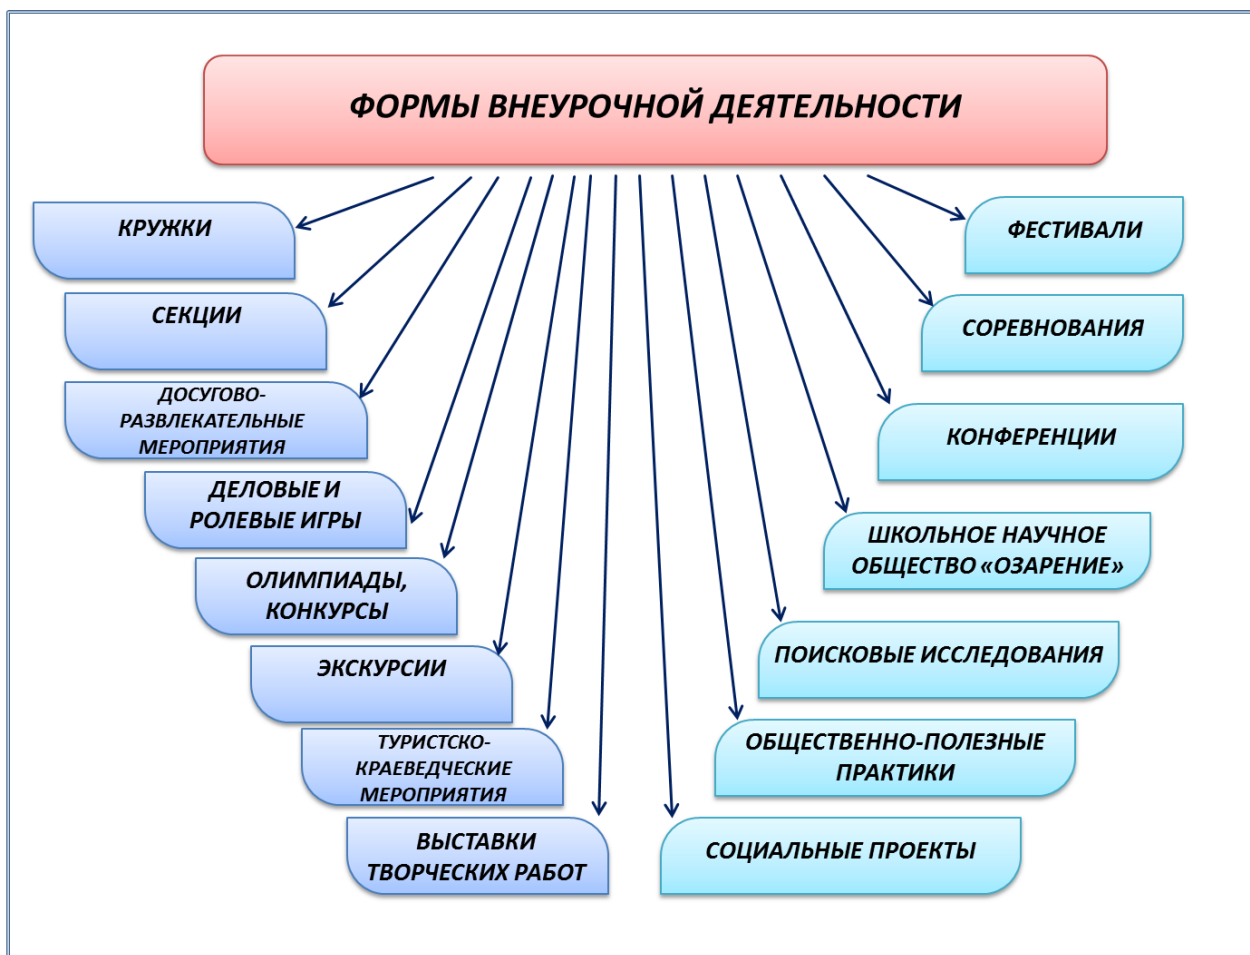 ФОРМЫ ВНЕУРОЧНОЙ ДЕЯТЕЛЬНОСТИ
КРУЖКИ
СЕКЦИИ
ДОСУГОВО-
РАЗВЛЕКАТЕЛЬНЫЕ
МЕРОПРИЯТИЯ
ДЕЛОВЫЕ И
РОЛЕВЫЕ ИГРЫ
ОЛИМПИАДЫ,
КОНКУРСЫ
ЭКСКУРСИИ
ТУРИСТСКО-
КРАЕВЕДЧЕСКИЕ
МЕРОПРИЯТИЯ
ВЫСТАВКИ
ТВОРЧЕСКИХ РАБОТ
ФЕСТИВАЛИ
СОРЕВНОВАНИЯ
КОНФЕРЕНЦИИ
ШКОЛЬНОЕ НАУЧНОЕ
ОБЩЕСТВО «ОЗАРЕНИЕ»
ПОИСКОВЫЕ ИССЛЕДОВАНИЯ
ОБЩЕСТВЕННО-ПОЛЕЗНЫЕ
ПРАКТИКИ
СОЦИАЛЬНЫЕ ПРОЕКТЫ